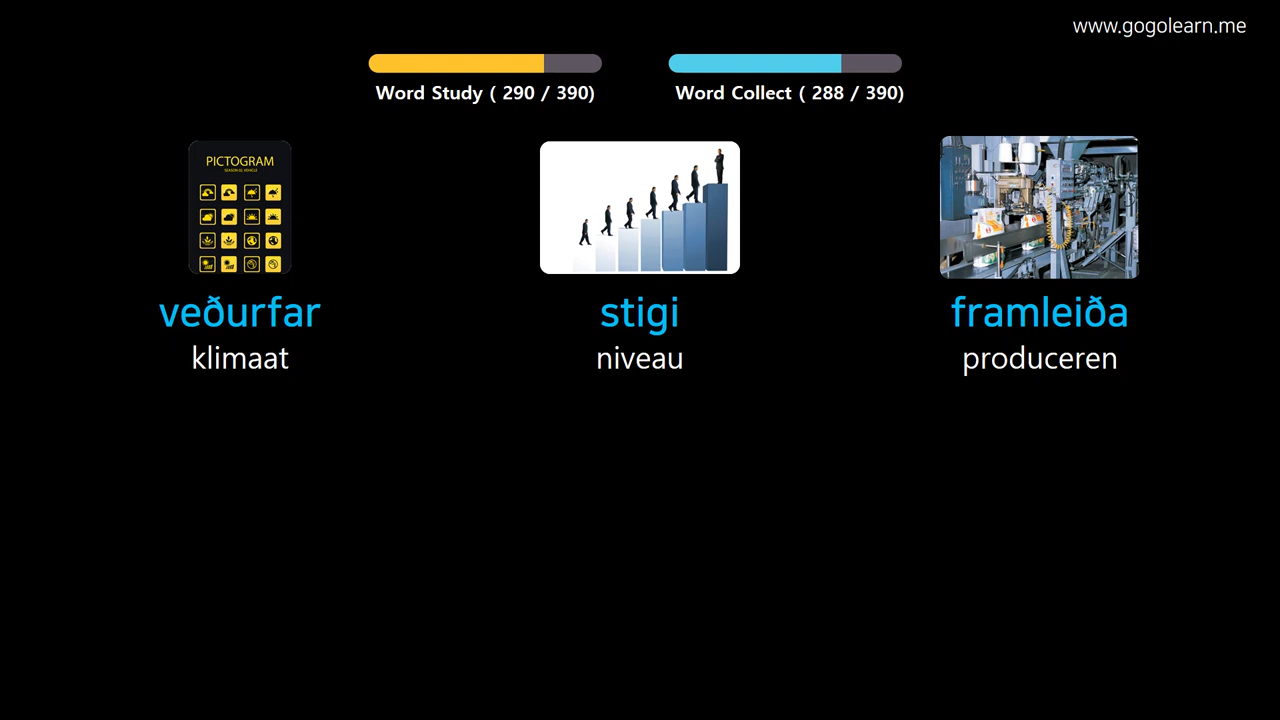 www.gogolearn.me
Word Study ( 290 / 390)
Word Collect ( 288 / 390)
PICTOGRAM
veðurfar
stigi
framleiða
klimaat
niveau
produceren